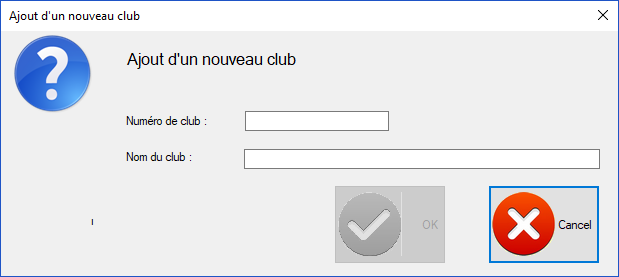 Ajout d'un nouveau club
Ajout d'un nouveau club
Numéro de club :
Nom du club :
OK
Cancel